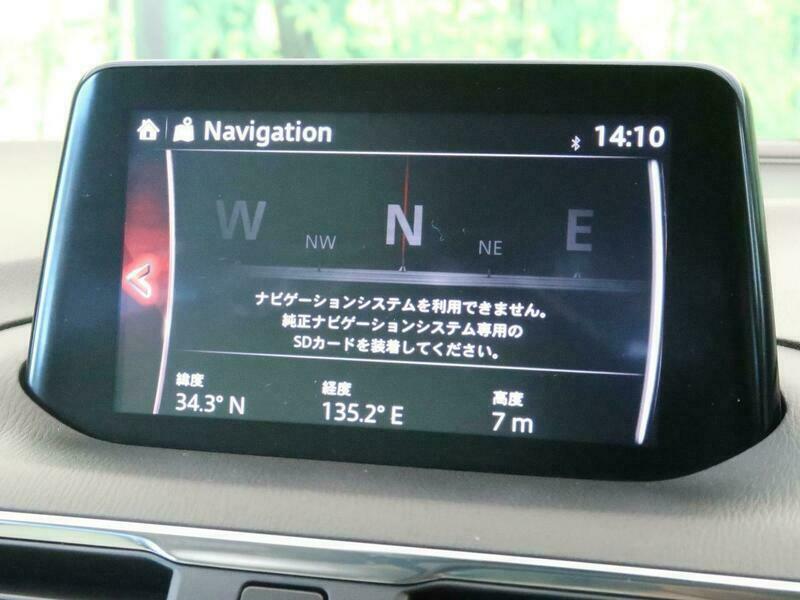 Navigation 14:10
W NW N NE E
ナビゲーションシステムを利用できません。
純正ナビゲーションシステム専用の
SDカードを装着してください。
緯度 経度 高度
34.3° N 135.2° E 7 m